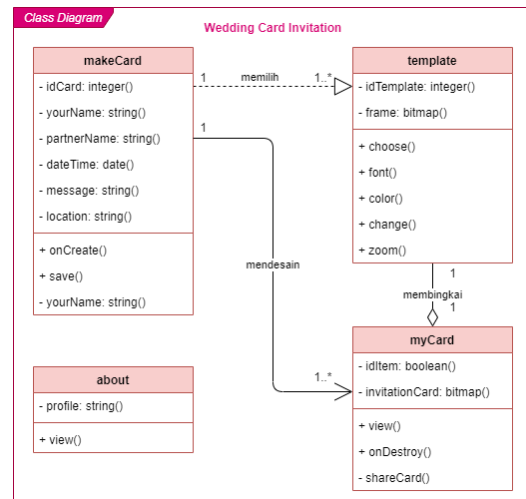 Class Diagram
Wedding Card Invitation
makeCard
- idCard: integer()
- yourName: string()
- partnerName: string()
- dateTime: date()
- message: string()
- location: string()
+ onCreate()
+ save()
- yourName: string()
1
memilih
1..*
template
- idTemplate: integer()
- frame: bitmap()
+ choose()
+ font()
+ color()
+ change()
+ zoom()
1
mendesain
1..*
1
membingkai
1
myCard
- idItem: boolean()
- invitationCard: bitmap()
+ view()
+ onDestroy()
- shareCard()
about
- profile: string()
+ view()